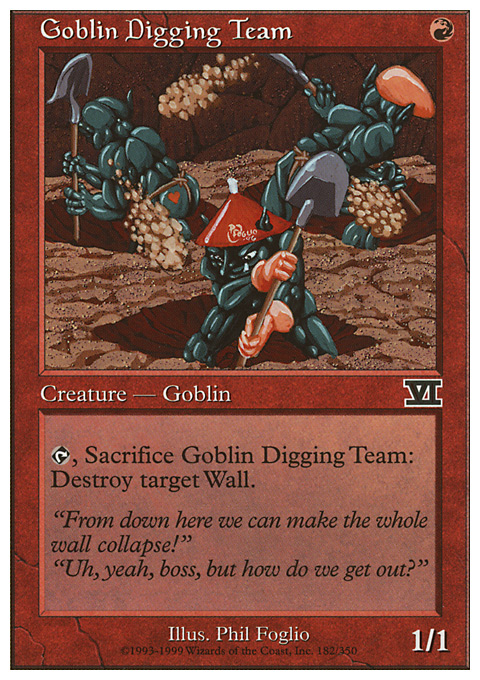 Goblin Digging Team
Foglio
.96
Creature — Goblin
VI
, Sacrifice Goblin Digging Team:
Destroy target Wall.
“From down here we can make the whole
wall collapse!”
“Uh, yeah, boss, but how do we get out?”
Illus. Phil Foglio
©1993-1999 Wizards of the Coast, Inc. 182/350
1/1